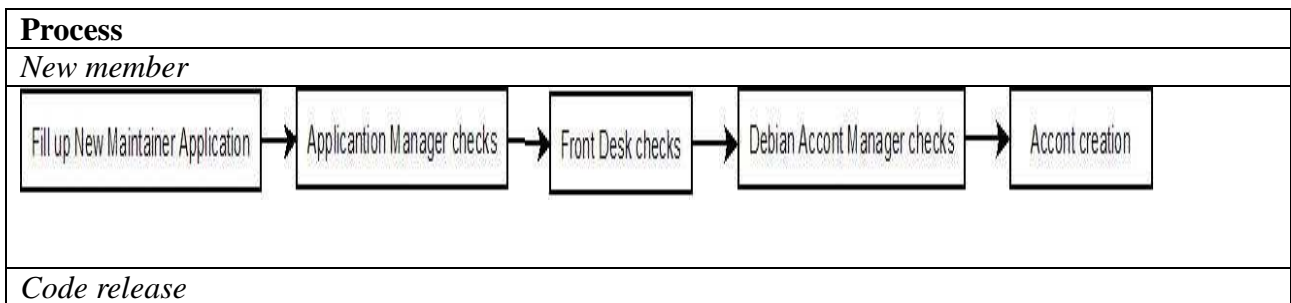 Process
New member
Fill up New Maintainer Application
Applicantion Manager checks
Front Desk checks
Debian Accont Manager checks
Accont creation
Code release